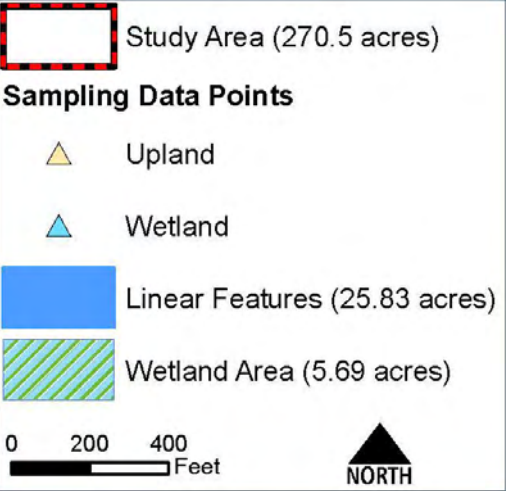 Study Area (270.5 acres)
Sampling Data Points
Upland
Wetland
Linear Features (25.83 acres)
Wetland Area (5.69 acres)
0 200 400
Feet
NORTH